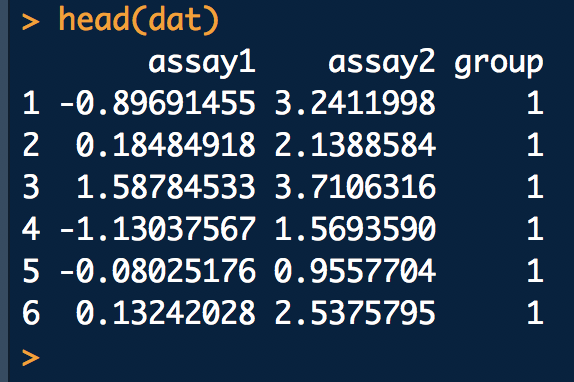 > head(dat)
       assay1    assay2 group
1 -0.89691455 3.2411998     1
2  0.18484918 2.1388584     1
3  1.58784533 3.7106316     1
4 -1.13037567 1.5693590     1
5 -0.08025176 0.9557704     1
6  0.13242028 2.5375795     1
>